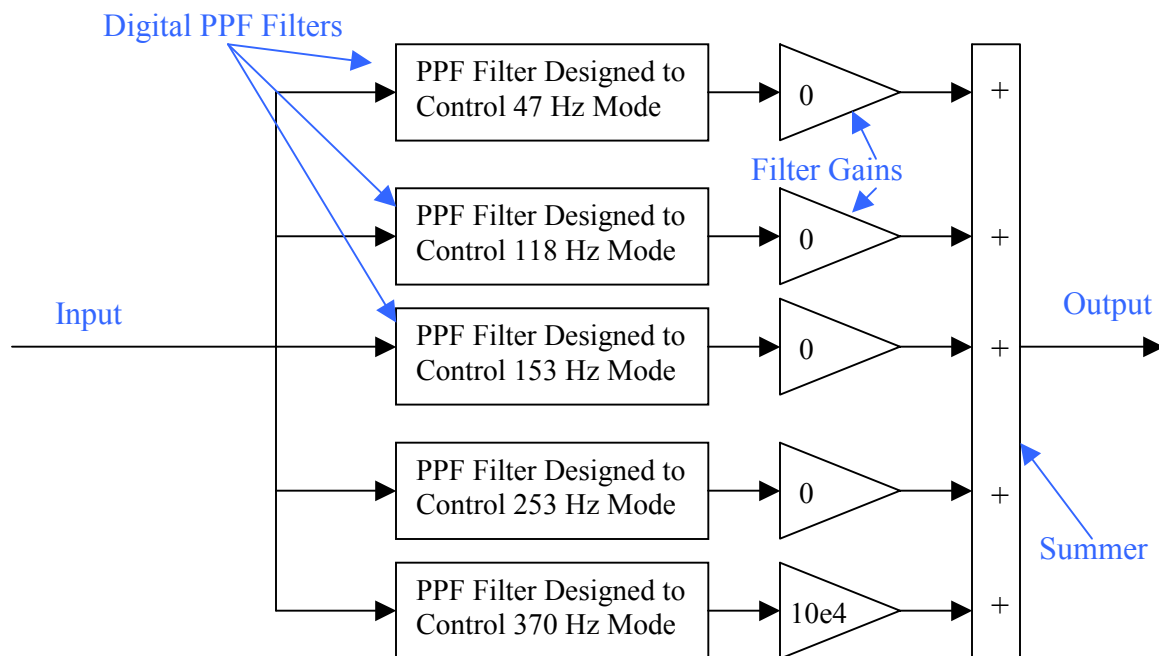 Digital PPF Filters
PPF Filter Designed to
Control 47 Hz Mode
0
+
Filter Gains
PPF Filter Designed to
Control 118 Hz Mode
0
+
Input
Output
PPF Filter Designed to
Control 153 Hz Mode
0
+
PPF Filter Designed to
Control 253 Hz Mode
0
+
Summer
PPF Filter Designed to
Control 370 Hz Mode
10e4
+